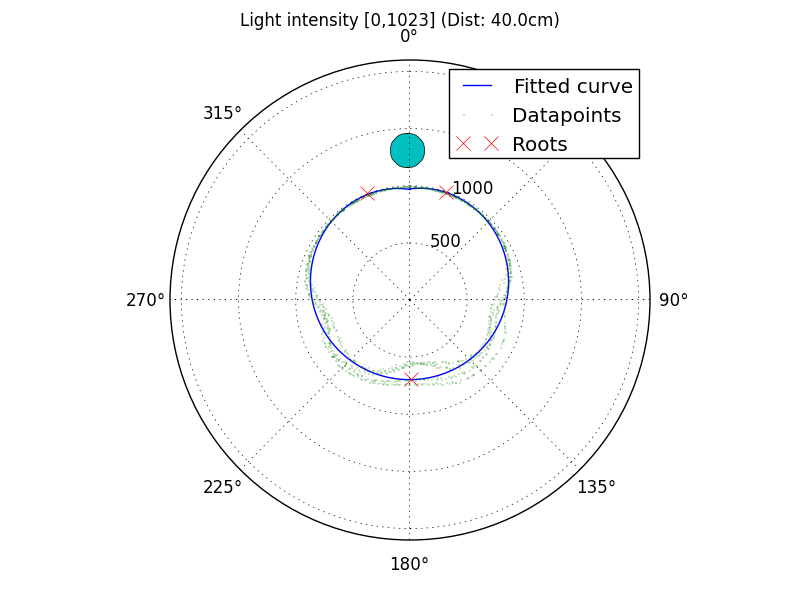 Light intensity [0,1023] (Dist: 40.0cm)
0°
Fitted curve
315°
Datapoints
Roots
1000
500
270°
90°
225°
135°
180°